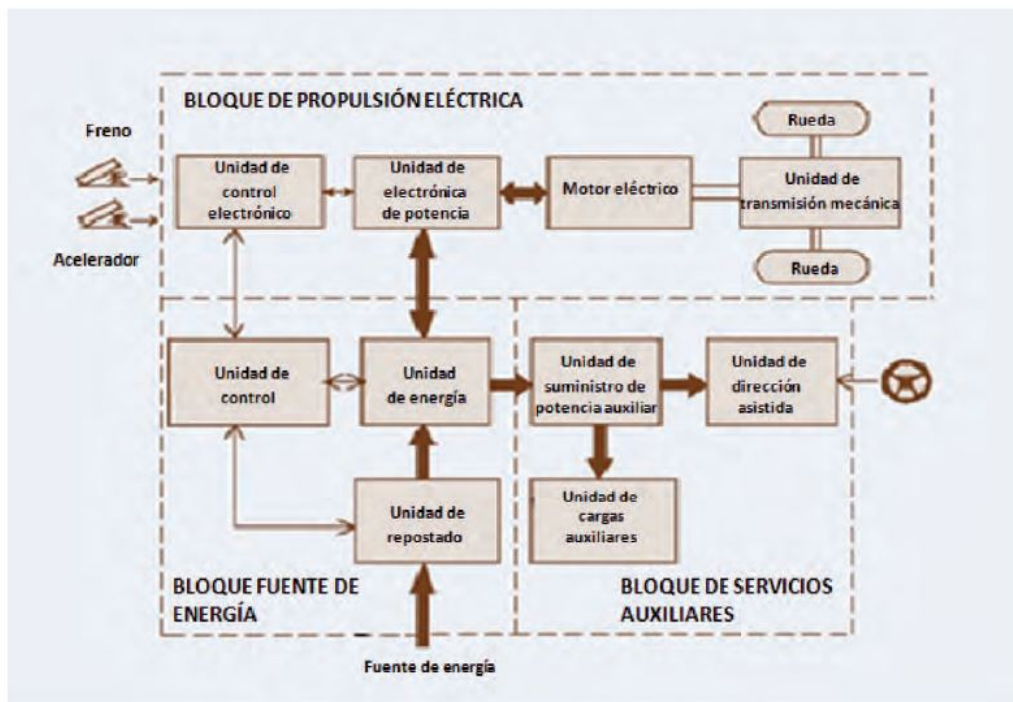 BLOQUE DE PROPULSIÓN ELÉCTRICA
Freno
Acelerador
Unidad de
control
electrónico
Unidad de
electrónica
de potencia
Motor eléctrico
Rueda
Unidad de
transmisión mecánica
Rueda
Unidad de
control
Unidad
de energía
Unidad de
suministro de
potencia auxiliar
Unidad de
dirección
asistida
Unidad de
repostado
Unidad de
cargas
auxiliares
BLOQUE FUENTE DE
ENERGÍA
BLOQUE DE SERVICIOS
AUXILIARES
Fuente de energía